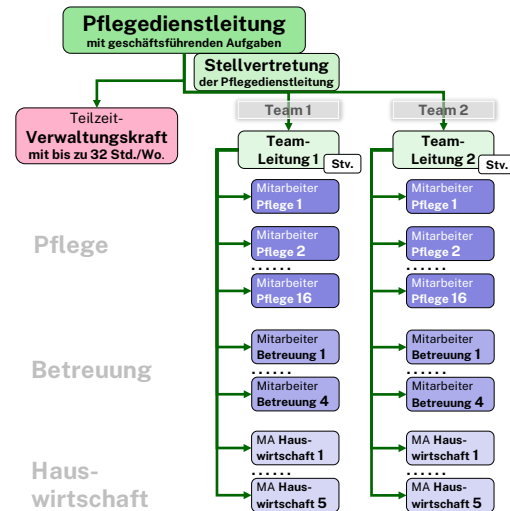 Pflegedienstleitung
mit geschäftsführenden Aufgaben
Stellvertretung
der Pflegedienstleitung
Teilzeit-
Verwaltungskraft
mit bis zu 32 Std./Wo.
Team 1
Team 2
Team-
Leitung 1
Stv.
Team-
Leitung 2
Stv.
Pflege
Mitarbeiter
Pflege 1
Mitarbeiter
Pflege 2
......
Mitarbeiter
Pflege 16
Mitarbeiter
Pflege 1
Mitarbeiter
Pflege 2
......
Mitarbeiter
Pflege 16
Betreuung
Mitarbeiter
Betreuung 1
......
Mitarbeiter
Betreuung 4
Mitarbeiter
Betreuung 1
......
Mitarbeiter
Betreuung 4
Haus-
wirtschaft
MA Haus-
wirtschaft 1
......
MA Haus-
wirtschaft 5
MA Haus-
wirtschaft 1
......
MA Haus-
wirtschaft 5